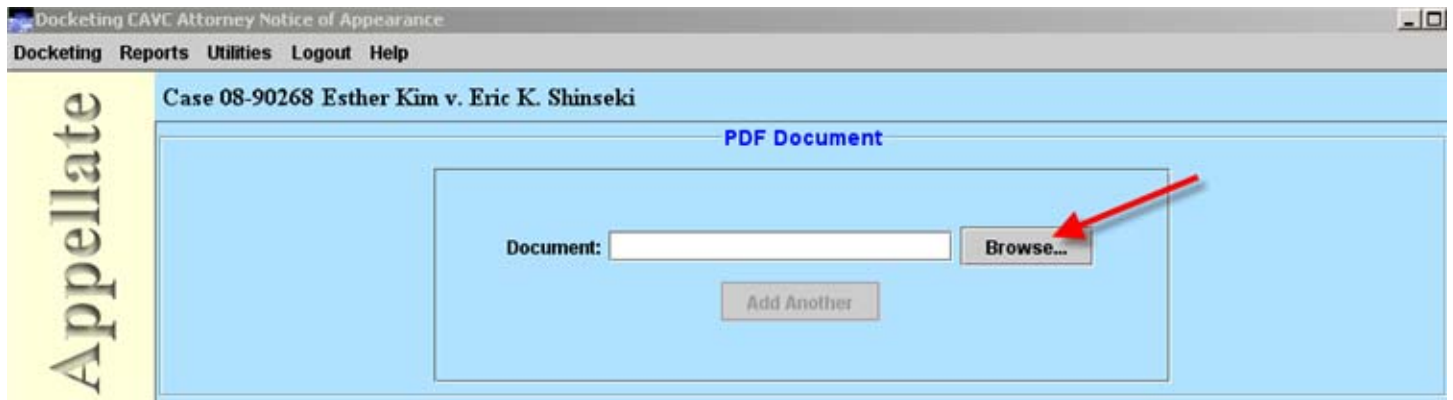 Docketing CAVC Attorney Notice of Appearance
Docketing Reports Utilities Logout Help
Appellate
Case 08-90268 Esther Kim v. Eric K. Shinseki
PDF Document
Document: Browse...
Add Another